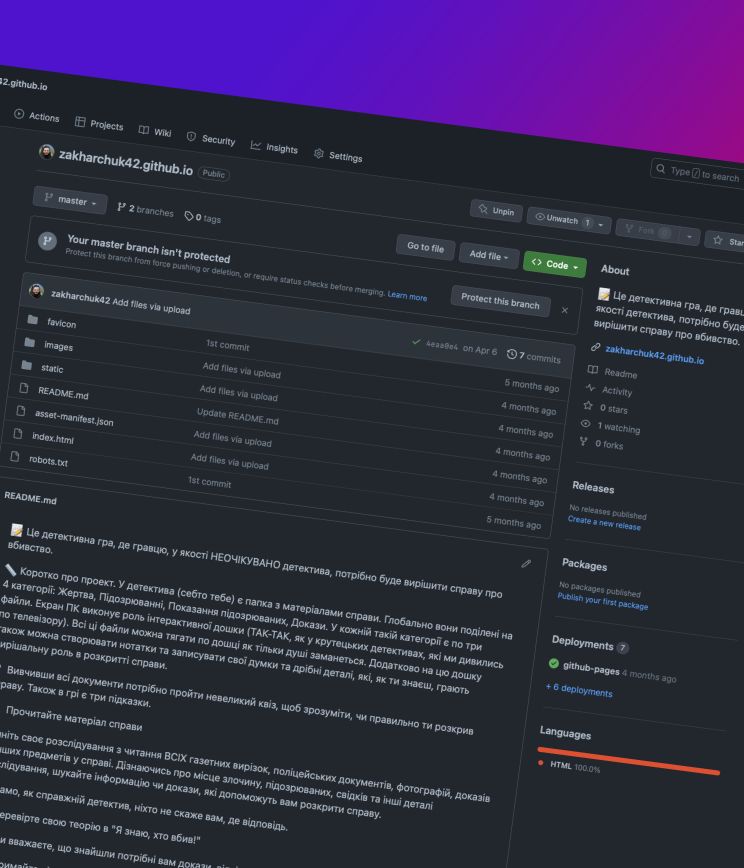 42.github.io
Actions
Projects
Wiki
Security
Insights
Settings
Type / to search
zakharchuk42.github.io Public
Unpin
Unwatch 1
Fork 0
Star
master
2 branches
0 tags
Go to file
Add file
Code
Your master branch isn't protected
Protect this branch from force pushing or deletion, or require status checks before merging. Learn more
Protect this branch
zakharchuk42 Add files via upload
4eaa0e4 on Apr 6
7 commits
favicon 1st commit 5 months ago
images Add files via upload 4 months ago
static Add files via upload 4 months ago
README.md Update README.md 4 months ago
asset-manifest.json Add files via upload 4 months ago
index.html Add files via upload 4 months ago
robots.txt 1st commit 5 months ago
About
📝 Це детективна гра, де гравцю
якості детектива, потрібно буде
вирішити справу про вбивство.
zakharchuk42.github.io
Readme
Activity
0 stars
1 watching
0 forks
Releases
No releases published
Create a new release
Packages
No packages published
Publish your first package
Deployments 7
github-pages 4 months ago
+ 6 deployments
Languages
HTML 100.0%
README.md
📝 Це детективна гра, де гравцю, у якості НЕОЧІКУВАНО детектива, потрібно буде вирішити справу про
вбивство.
Коротко про проект. У детектива (себто тебе) є папка з матеріалами справи. Глобально вони поділені на
4 категорії: Жертва, Підозрюванні, Показання підозрюваних, Докази. У кожній такій категорії є по три
файли. Екран ПК виконує роль інтерактивної дошки (ТАК-ТАК, як у крутецьких детективах, які ми дивились
по телевізору). Всі ці файли можна тягати по дошці як тільки душі заманеться. Додатково на цю дошку
також можна створювати нотатки та записувати свої думки та дрібні деталі, які, як ти знаєш, грають
вирішальну роль в розкритті справи.
Вивчивши всі документи потрібно пройти невеликий квіз, щоб зрозуміти, чи правильно ти розкрив
справу. Також в грі є три підказки.
Прочитайте матеріал справи
ніть своє розслідування з читання ВСІХ газетних вирізок, поліцейських документів, фотографій, доказів
нших предметів у справі. Дізнаючись про місце злочину, підозрюваних, свідків та інші деталі
слідування, шукайте інформацію чи докази, які допоможуть вам розкрити справу.
амо, як справжній детектив, ніхто не скаже вам, де відповідь.
еревірте свою теорію в "Я знаю, хто вбив!"
и вважаєте, що знайшли потрібні вам докази,